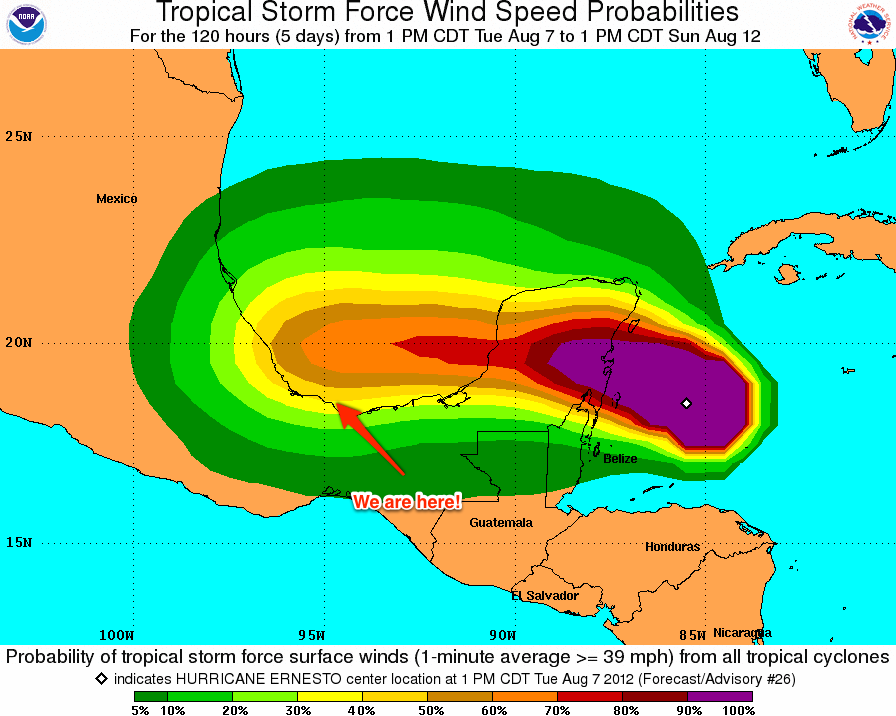 Tropical Storm Force Wind Speed Probabilities
For the 120 hours (5 days) from 1 PM CDT Tue Aug 7 to 1 PM CDT Sun Aug 12
NOAA
25N
Mexico
20N
Belize
We are here!
Guatemala
15N
Honduras
El Salvador
100W 95W 90W 85W Nicaragua
Probability of tropical storm force surface winds (1-minute average >= 39 mph) from all tropical cyclones
indicates HURRICANE ERNESTO center location at 1 PM CDT Tue Aug 7 2012 (Forecast/Advisory #26)
5% 10% 20% 30% 40% 50% 60% 70% 80% 90% 100%